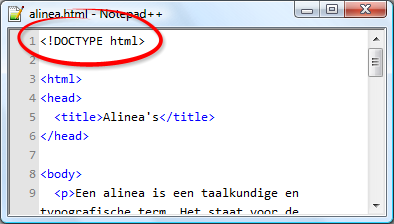 alinea.html - Notepad++
1 <!DOCTYPE html>
2
3 <html>
4 <head>
5 <title>Alinea's</title>
6 </head>
7
8 <body>
9 <p>Een alinea is een taalkundige en
typografische term. Het staat voor de